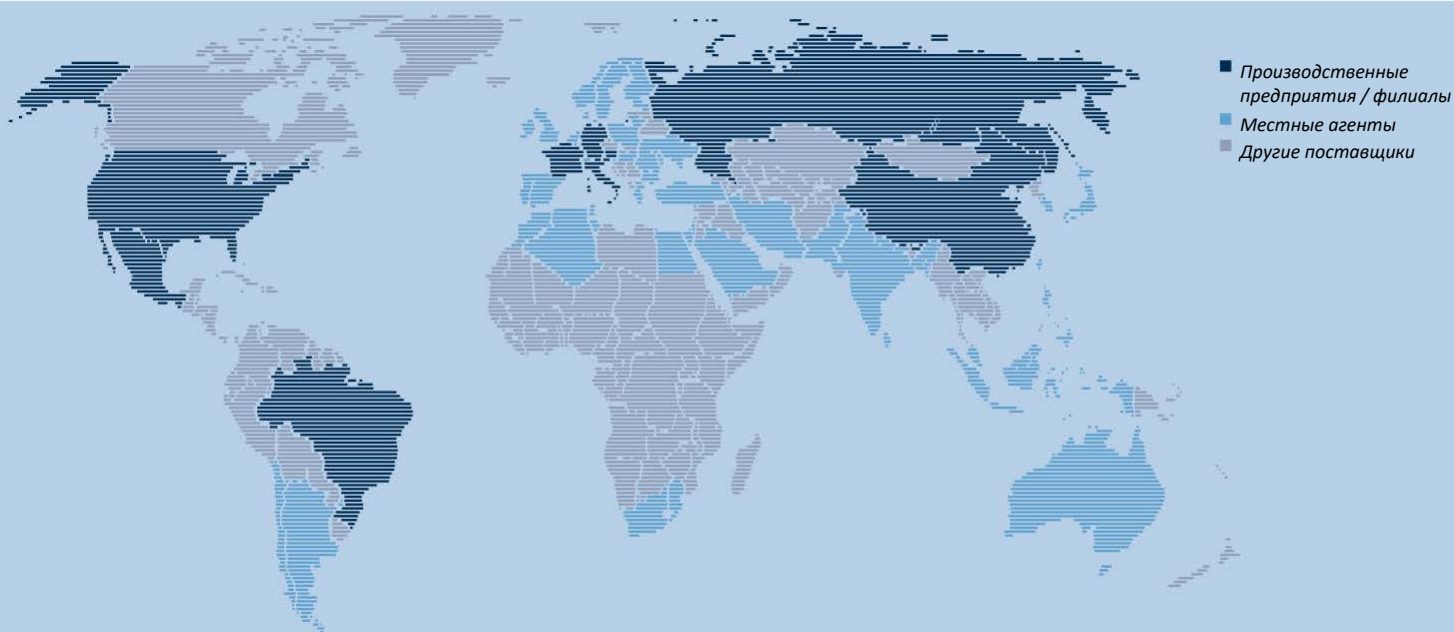 Производственные
предприятия / филиалы
Местные агенты
Другие поставщики